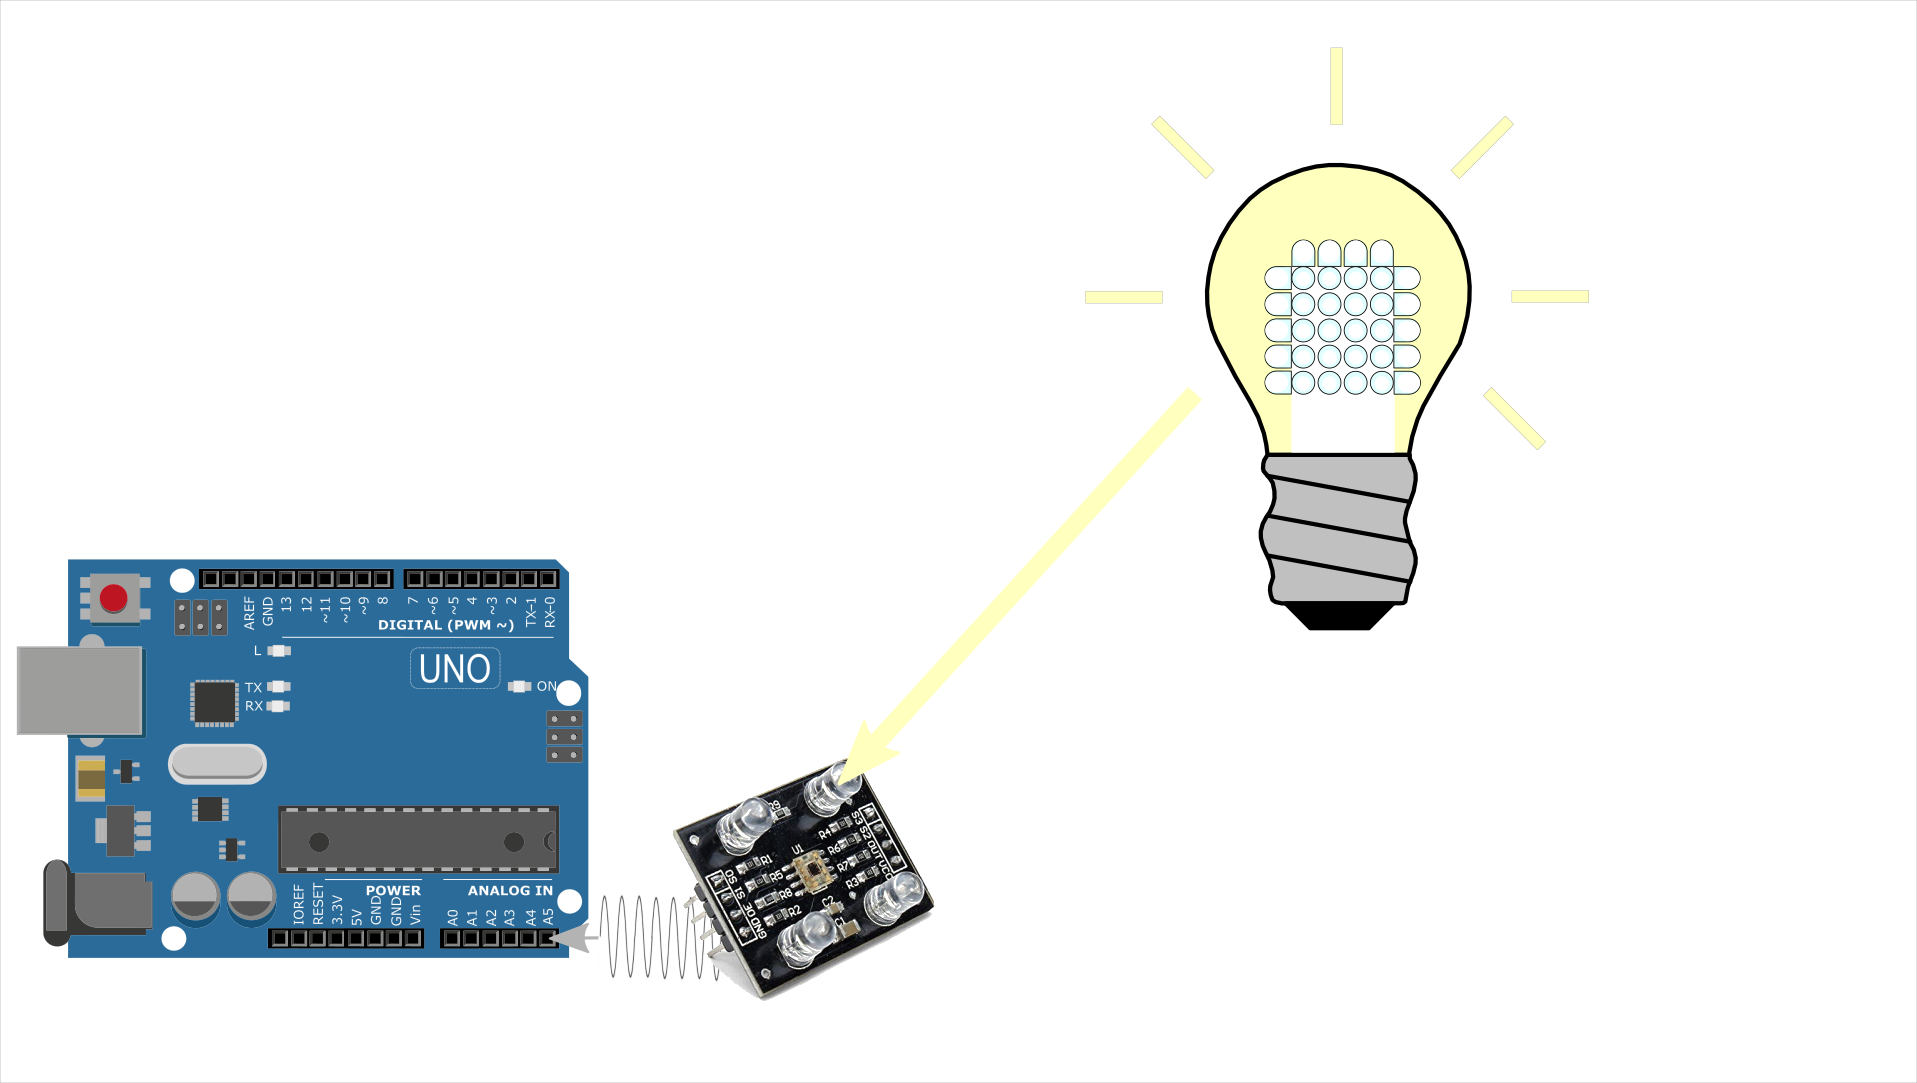 AREF
GND
13
12
~11
~10
~9
8
7
~6
~5
4
~3
2
TX-1
RX-0
DIGITAL (PWM ~)
L
UNO
TX
RX
ON
IOREF
RESET
3.3V
5V
GND
GND
Vin
POWER
ANALOG IN
A0
A1
A2
A3
A4
A5
R9
S3
S2
OUT
VCC
R4
R6
R7
R3
U1
R1
R5
R8
R2
C2
C1
S0
S1
OE
GND